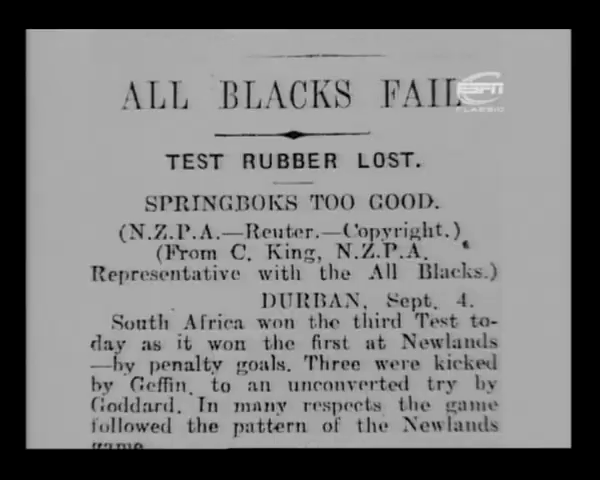 ALL BLACKS FAIL
ESPN
CLASSIC
TEST RUBBER LOST.
SPRINGBOKS TOO GOOD.
(N.Z.P.A.—Reuter.—Copyright.)
(From C. King, N.Z.P.A.
Representative with the All Blacks.)
DURBAN, Sept. 4.
South Africa won the third Test to-
day as it won the first at Newlands
—by penalty goals. Three were kicked
by Geffin, to an unconverted try by
Goddard. In many respects the game
followed the pattern of the Newlands
game